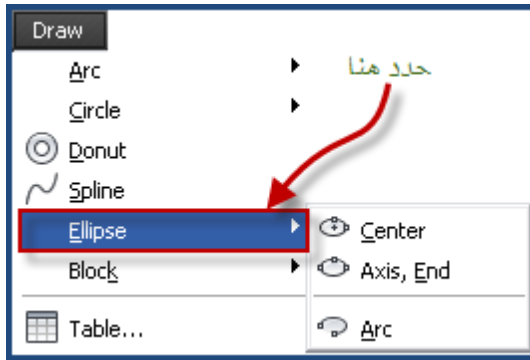 Draw
Arc
حدد هنا
Circle
Donut
Spline
Ellipse
Center
Block
Axis, End
Table...
Arc